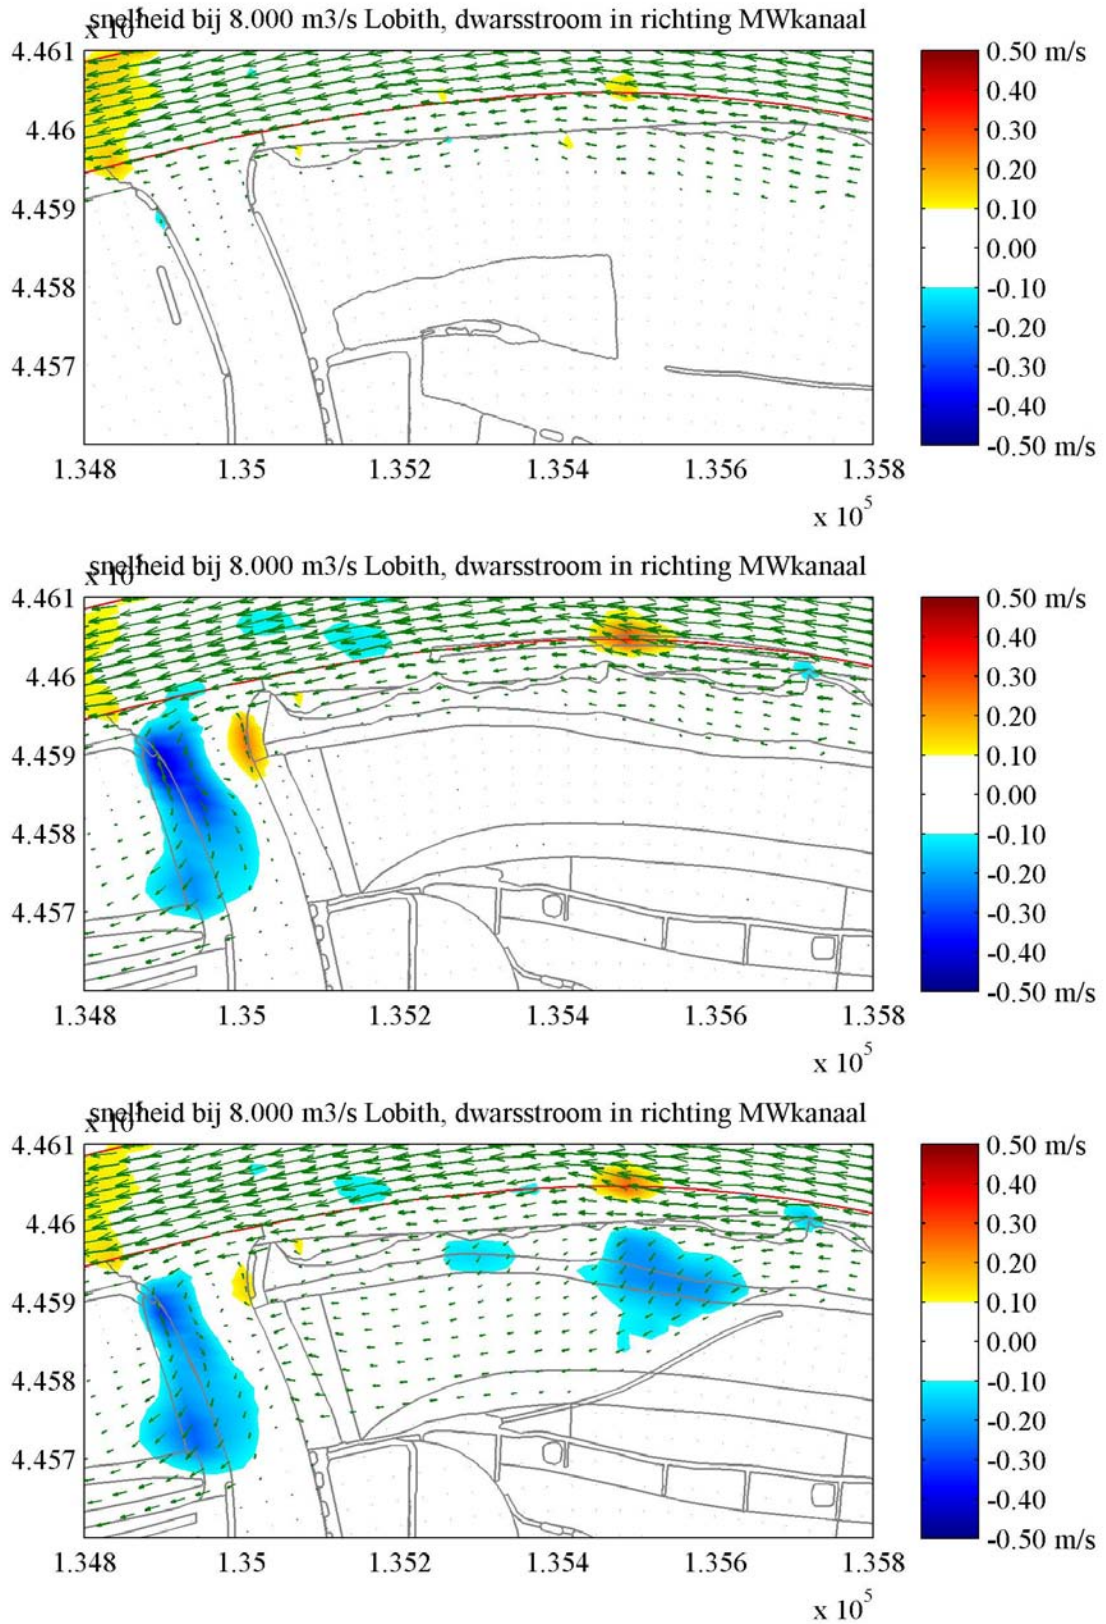 snelheid bij 8.000 m3/s Lobith, dwarsstroom in richting MWkanaal
x 10^5
4.461
4.46
4.459
4.458
4.457
1.348 1.35 1.352 1.354 1.356 1.358
x 10^5
0.50 m/s
0.40
0.30
0.20
0.10
0.00
-0.10
-0.20
-0.30
-0.40
-0.50 m/s
snelheid bij 8.000 m3/s Lobith, dwarsstroom in richting MWkanaal
x 10^5
4.461
4.46
4.459
4.458
4.457
1.348 1.35 1.352 1.354 1.356 1.358
x 10^5
0.50 m/s
0.40
0.30
0.20
0.10
0.00
-0.10
-0.20
-0.30
-0.40
-0.50 m/s
snelheid bij 8.000 m3/s Lobith, dwarsstroom in richting MWkanaal
x 10^5
4.461
4.46
4.459
4.458
4.457
1.348 1.35 1.352 1.354 1.356 1.358
x 10^5
0.50 m/s
0.40
0.30
0.20
0.10
0.00
-0.10
-0.20
-0.30
-0.40
-0.50 m/s